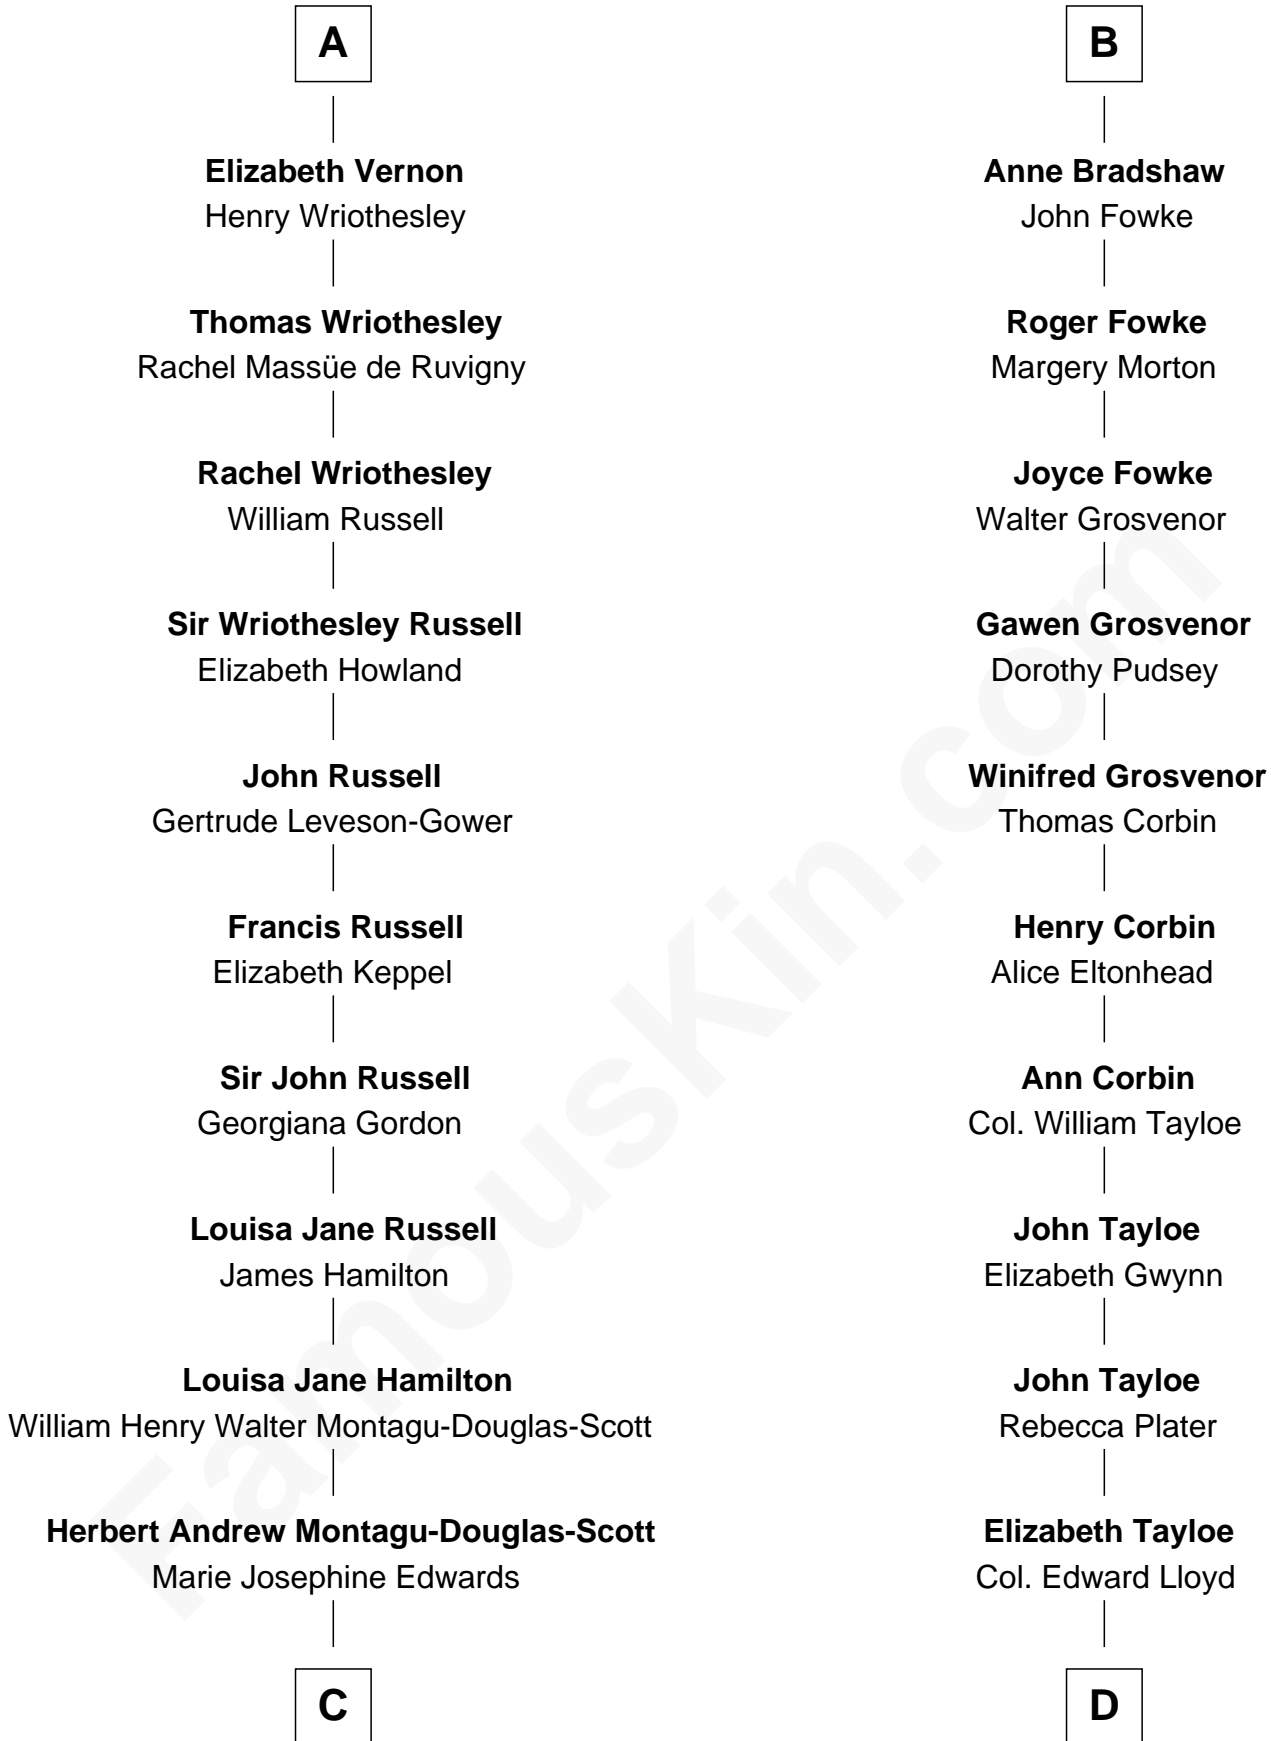 A
Elizabeth Vernon
Henry Wriothesley
Thomas Wriothesley
Rachel Massüe de Ruvigny
Rachel Wriothesley
William Russell
Sir Wriothesley Russell
Elizabeth Howland
John Russell
Gertrude Leveson-Gower
Francis Russell
Elizabeth Keppel
Sir John Russell
Georgiana Gordon
Louisa Jane Russell
James Hamilton
Louisa Jane Hamilton
William Henry Walter Montagu-Douglas-Scott
Herbert Andrew Montagu-Douglas-Scott
Marie Josephine Edwards
C
B
Anne Bradshaw
John Fowke
Roger Fowke
Margery Morton
Joyce Fowke
Walter Grosvenor
Gawen Grosvenor
Dorothy Pudsey
Winifred Grosvenor
Thomas Corbin
Henry Corbin
Alice Eltonhead
Ann Corbin
Col. William Tayloe
John Tayloe
Elizabeth Gwynn
John Tayloe
Rebecca Plater
Elizabeth Tayloe
Col. Edward Lloyd
D
FamousKin.com